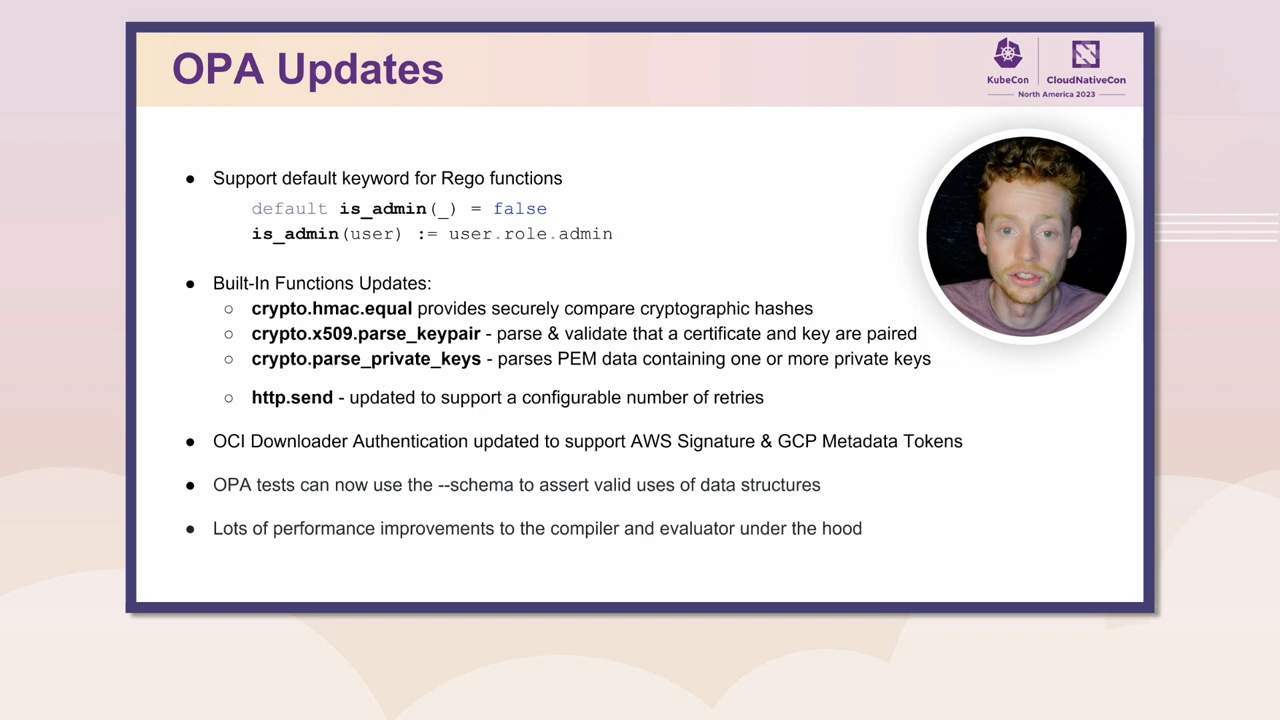 OPA Updates
KubeCon
CloudNativeCon
North America 2023
● Support default keyword for Rego functions
default is_admin(_) = false
is_admin(user) := user.role.admin
● Built-In Functions Updates:
○ crypto.hmac.equal provides securely compare cryptographic hashes
○ crypto.x509.parse_keypair - parse & validate that a certificate and key are paired
○ crypto.parse_private_keys - parses PEM data containing one or more private keys
○ http.send - updated to support a configurable number of retries
● OCI Downloader Authentication updated to support AWS Signature & GCP Metadata Tokens
● OPA tests can now use the --schema to assert valid uses of data structures
● Lots of performance improvements to the compiler and evaluator under the hood